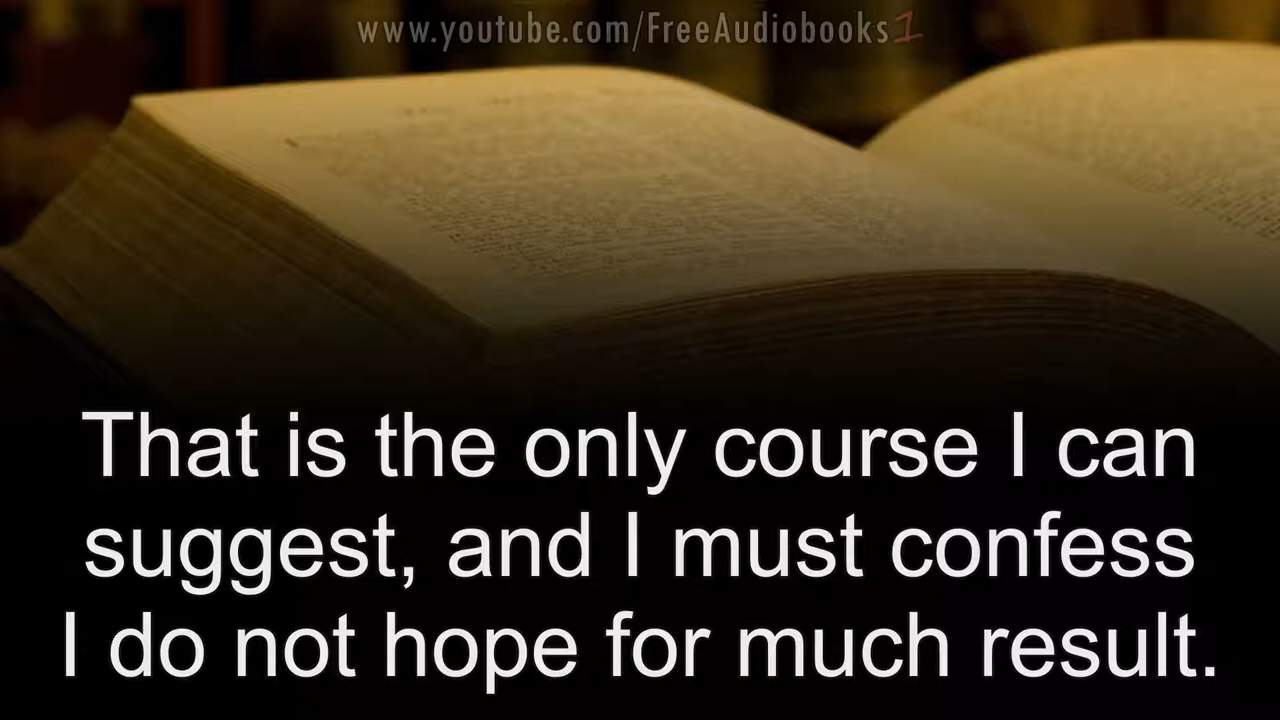 www.youtube.com/FreeAudiobooks1
That is the only course I can
suggest, and I must confess
I do not hope for much result.